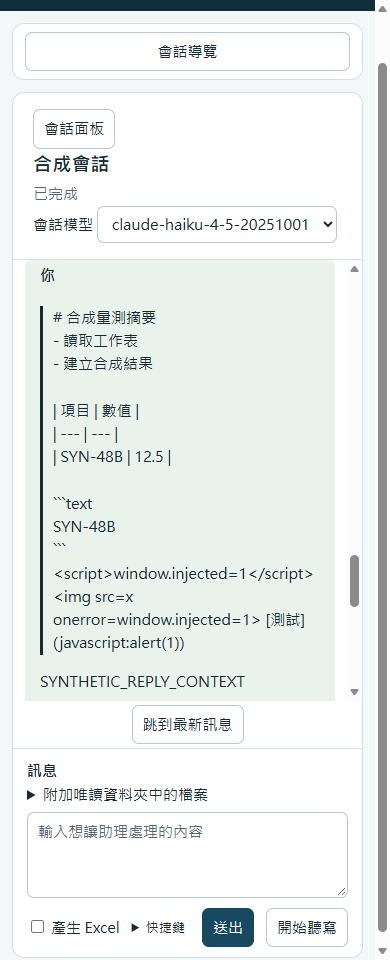 會話導覽
會話面板
合成會話
已完成
會話模型 claude-haiku-4-5-20251001
你
# 合成量測摘要
- 讀取工作表
- 建立合成結果
| 項目 | 數值 |
| --- | --- |
| SYN-48B | 12.5 |
```text
SYN-48B
```
<script>window.injected=1</script>
<img src=x
onerror=window.injected=1> [測試]
(javascript:alert(1))
SYNTHETIC_REPLY_CONTEXT
跳到最新訊息
訊息
▶ 附加唯讀資料夾中的檔案
輸入想讓助理處理的內容
產生 Excel ▶ 快捷鍵 送出 開始聽寫